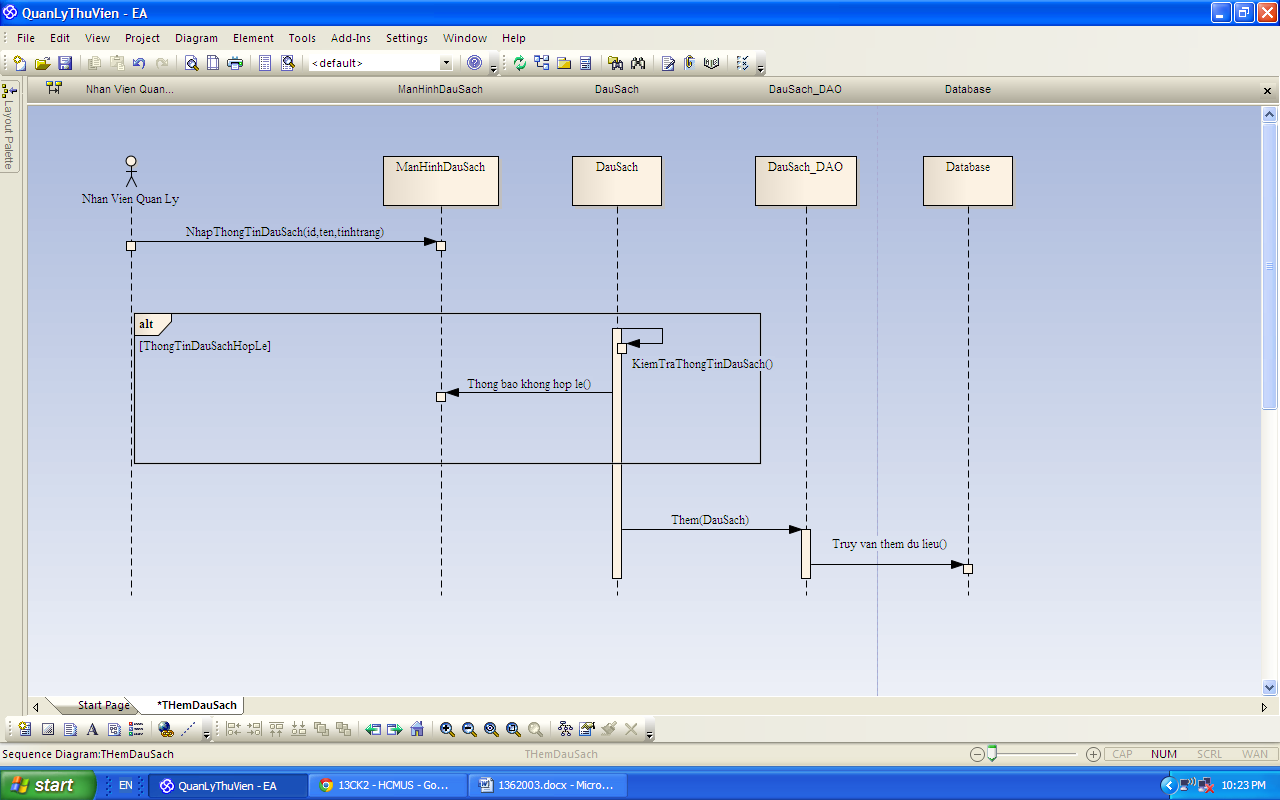 QuanLyThuVien - EA
File Edit View Project Diagram Element Tools Add-Ins Settings Window Help
<default>
Nhan Vien Quan... ManHinhDauSach DauSach DauSach_DAO Database
Layout Palette
ManHinhDauSach DauSach DauSach_DAO Database
Nhan Vien Quan Ly
NhapThongTinDauSach(id,ten,tinhtrang)
alt
[ThongTinDauSachHopLe]
KiemTraThongTinDauSach()
Thong bao khong hop le()
Them(DauSach)
Truy van them du lieu()
Start Page *THemDauSach
Sequence Diagram:THemDauSach THemDauSach CAP NUM SCRL WAN
start EN QuanLyThuVien - EA 13CK2 - HCMUS - Go... 1362003.docx - Micro... 10:23 PM